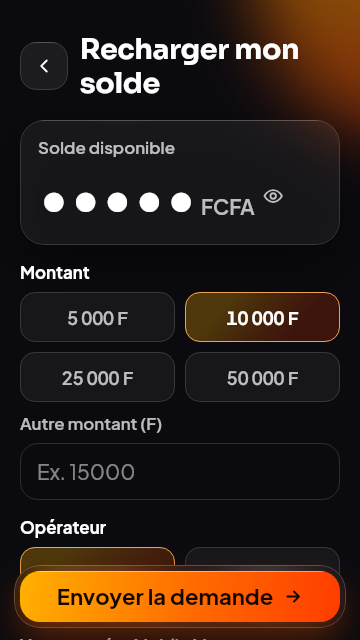 Recharger mon
solde
Solde disponible
●●●●● FCFA
Montant
5 000 F
10 000 F
25 000 F
50 000 F
Autre montant (F)
Ex. 15000
Opérateur
Envoyer la demande →